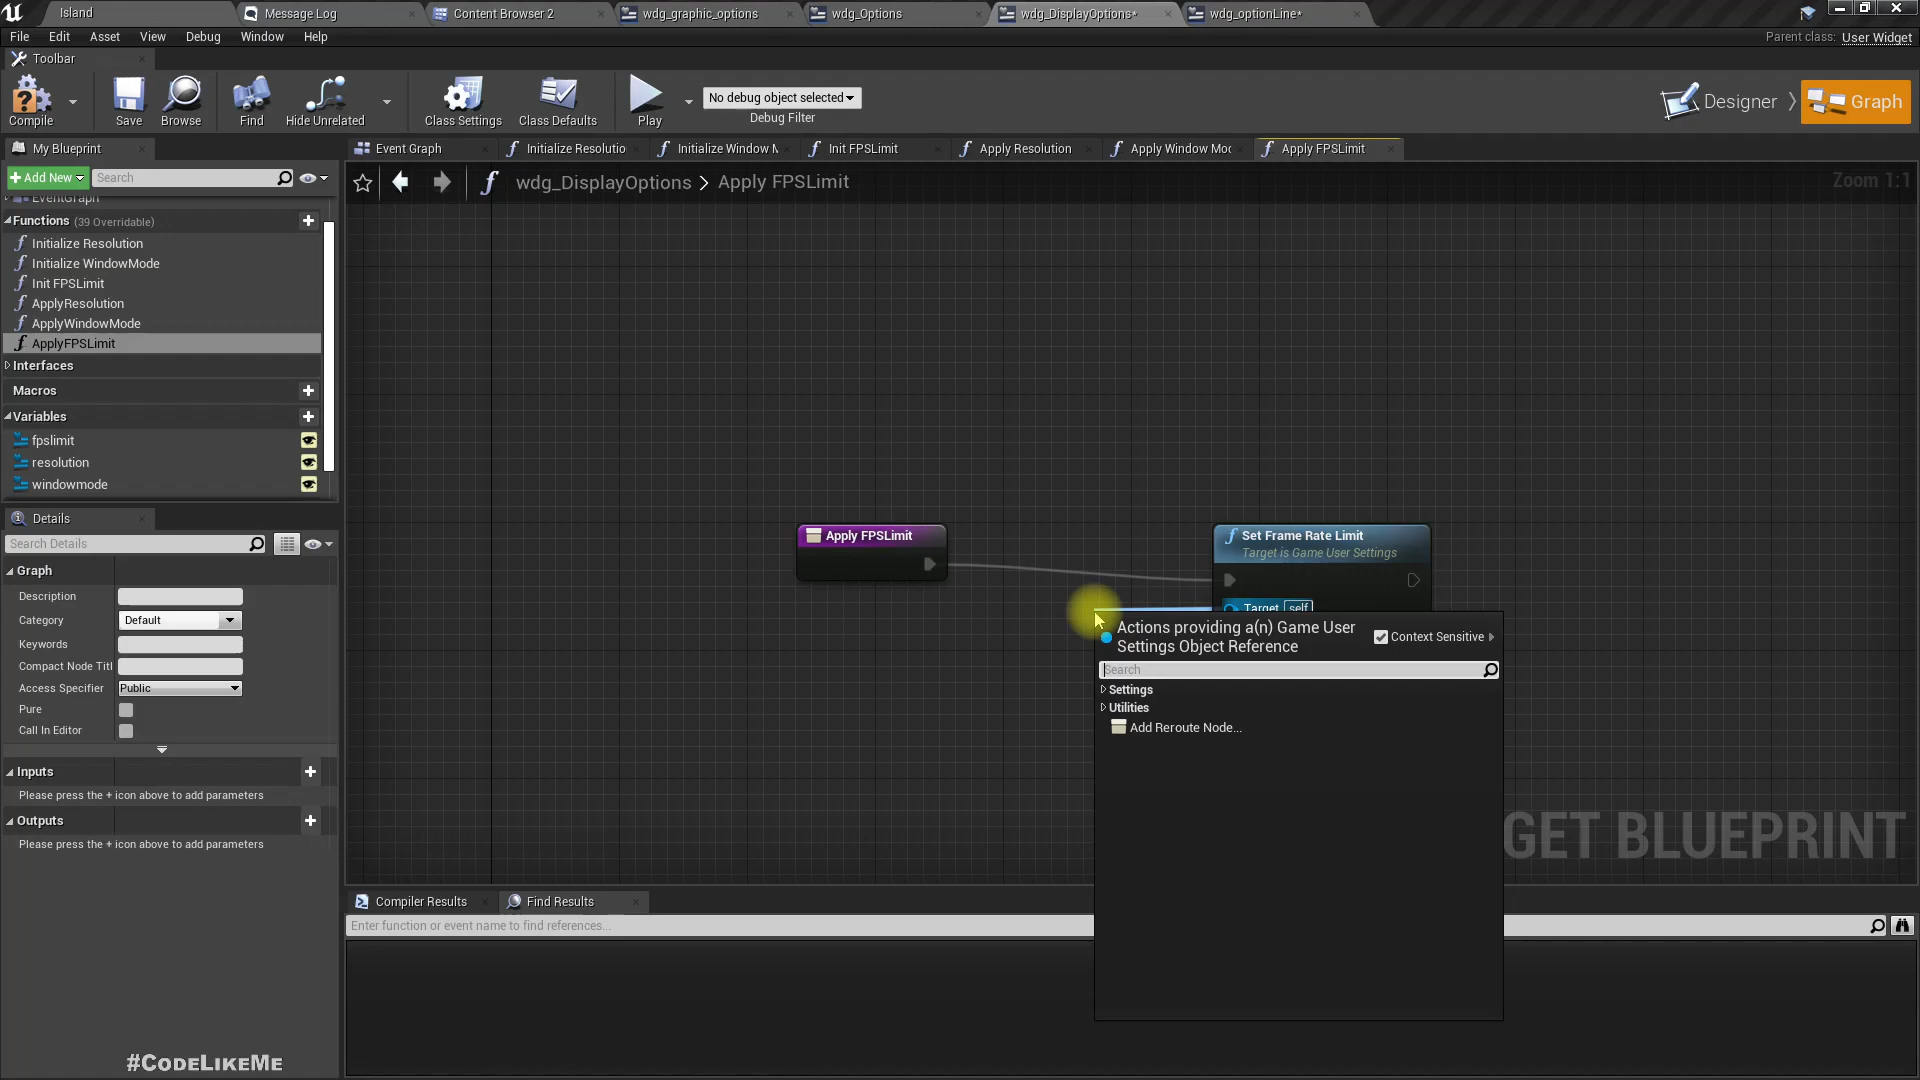 Island
Message Log
Content Browser 2
wdg_graphic_options
wdg_Options
wdg_DisplayOptions*
wdg_optionLine*
File Edit Asset View Debug Window Help
Parent class: User Widget
Toolbar
Compile
Save
Browse
Find
Hide Unrelated
Class Settings
Class Defaults
Play
No debug object selected
Debug Filter
Designer
Graph
My Blueprint
Event Graph
Initialize Resolutio
Initialize Window M
Init FPSLimit
Apply Resolution
Apply Window Mod
Apply FPSLimit
Add New
Search
wdg_DisplayOptions > Apply FPSLimit
Zoom 1:1
EventGraph
Functions (39 Overridable)
Initialize Resolution
Initialize WindowMode
Init FPSLimit
ApplyResolution
ApplyWindowMode
ApplyFPSLimit
Interfaces
Macros
Variables
fpslimit
resolution
windowmode
Details
Search Details
Graph
Description
Category Default
Keywords
Compact Node Titl
Access Specifier Public
Pure
Call In Editor
Inputs
Please press the + icon above to add parameters
Outputs
Please press the + icon above to add parameters
#CodeLikeMe
Apply FPSLimit
Set Frame Rate Limit
Target is Game User Settings
Target self
Actions providing a(n) Game User
Settings Object Reference
Context Sensitive
Search
Settings
Utilities
Add Reroute Node...
GET BLUEPRINT
Compiler Results
Find Results
Enter function or event name to find references...